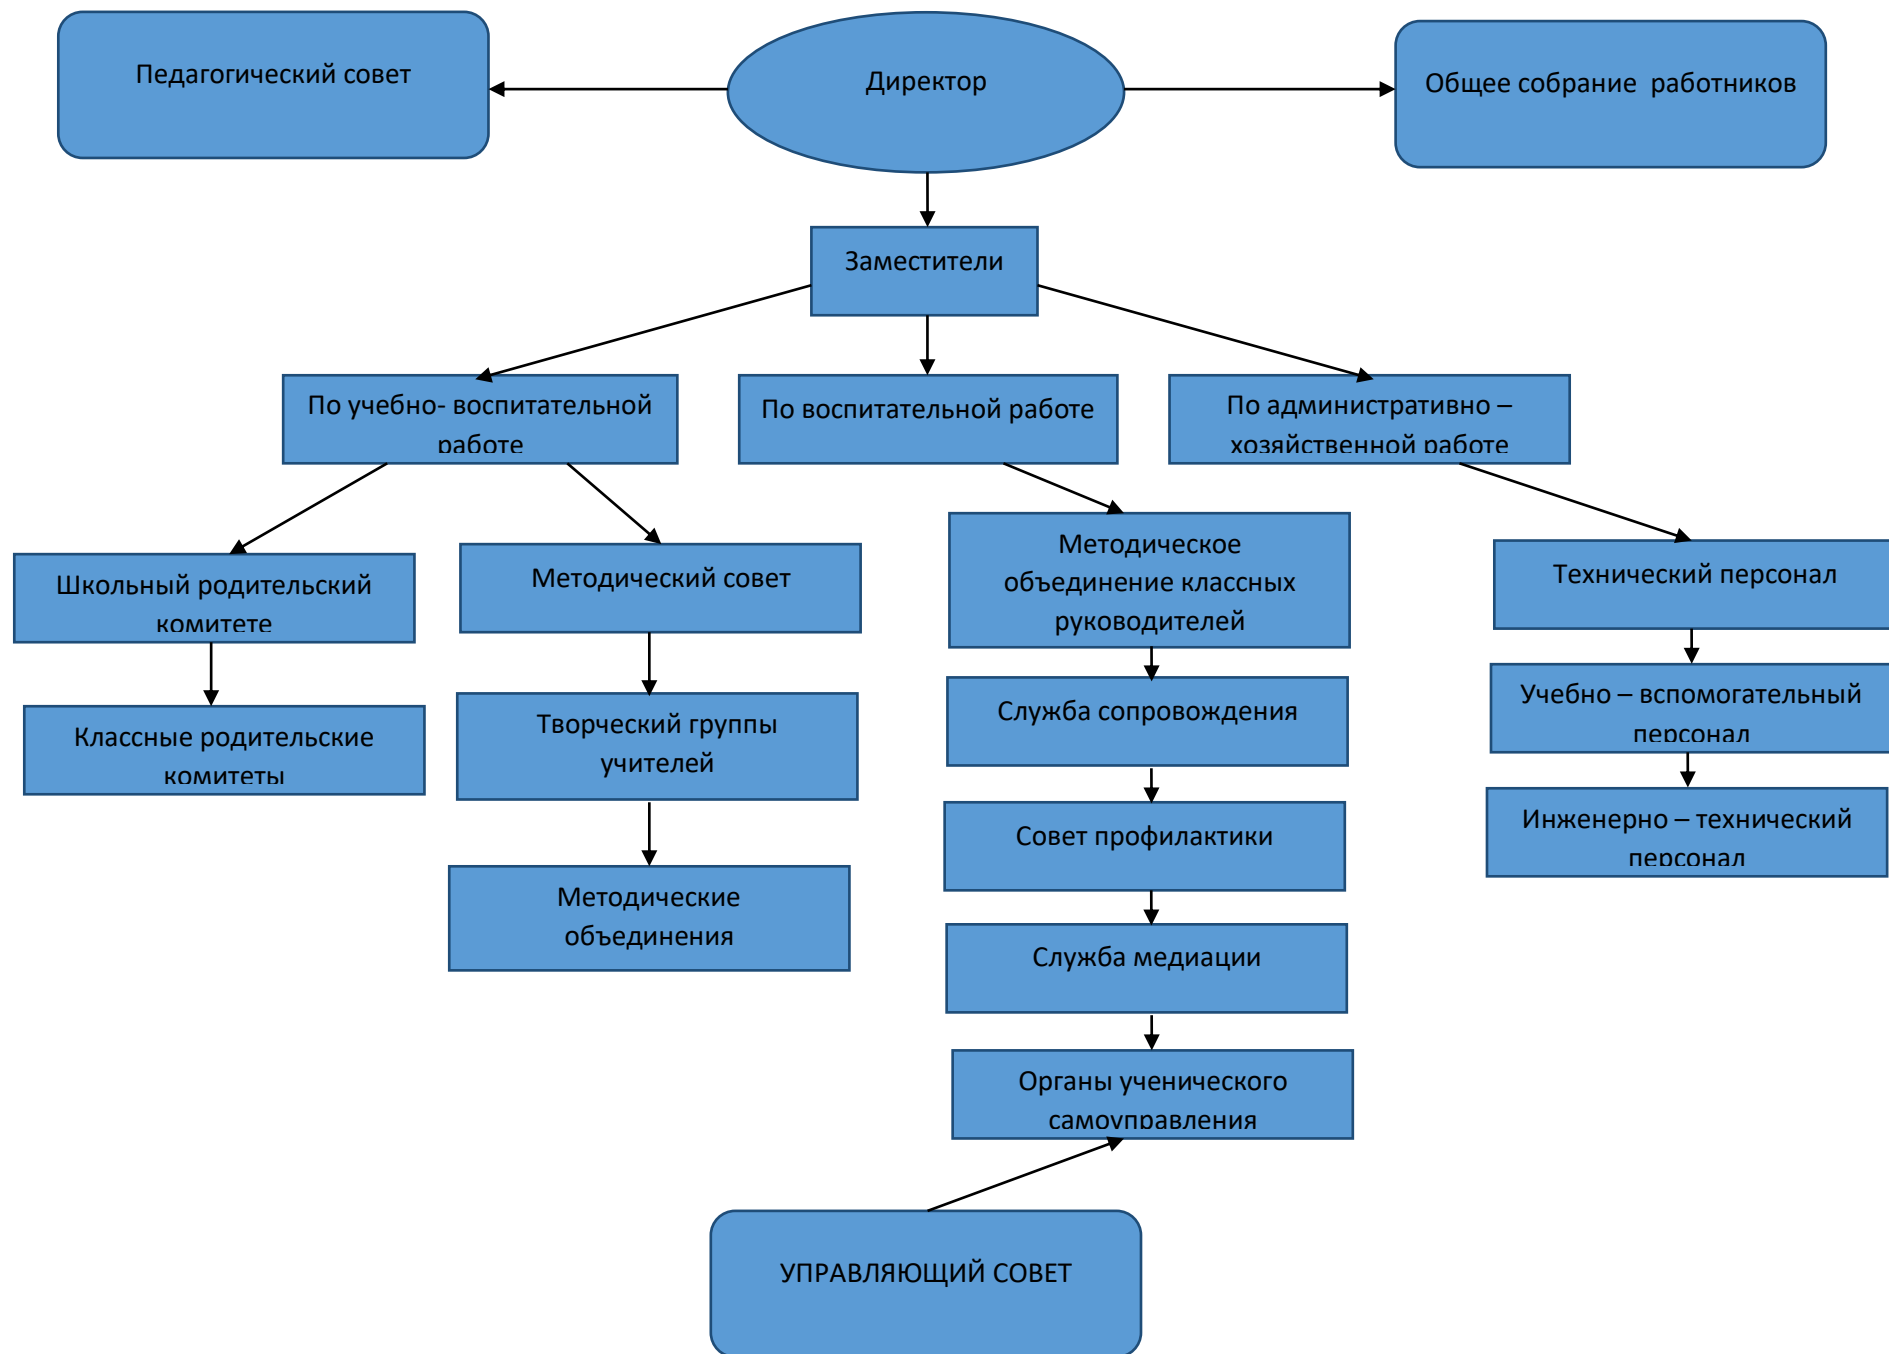 Педагогический совет
Директор
Общее собрание  работников
Заместители
По учебно- воспитательной
работе
По воспитательной работе
По административно –
хозяйственной работе
Школьный родительский
комитете
Методический совет
Методическое
объединение классных
руководителей
Технический персонал
Классные родительские
комитеты
Творческий группы
учителей
Служба сопровождения
Учебно – вспомогательный
персонал
Методические
объединения
Совет профилактики
Инженерно – технический
персонал
Служба медиации
Органы ученического
самоуправления
УПРАВЛЯЮЩИЙ СОВЕТ